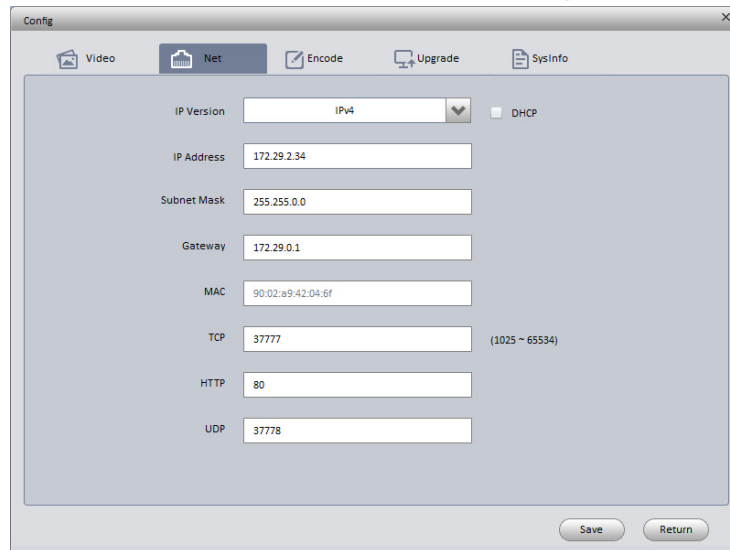 Config
Video Net Encode Upgrade SysInfo
IP Version IPv4 DHCP
IP Address 172.29.2.34
Subnet Mask 255.255.0.0
Gateway 172.29.0.1
MAC 90:02:a9:42:04:6f
TCP 37777 (1025 ~ 65534)
HTTP 80
UDP 37778
Save Return